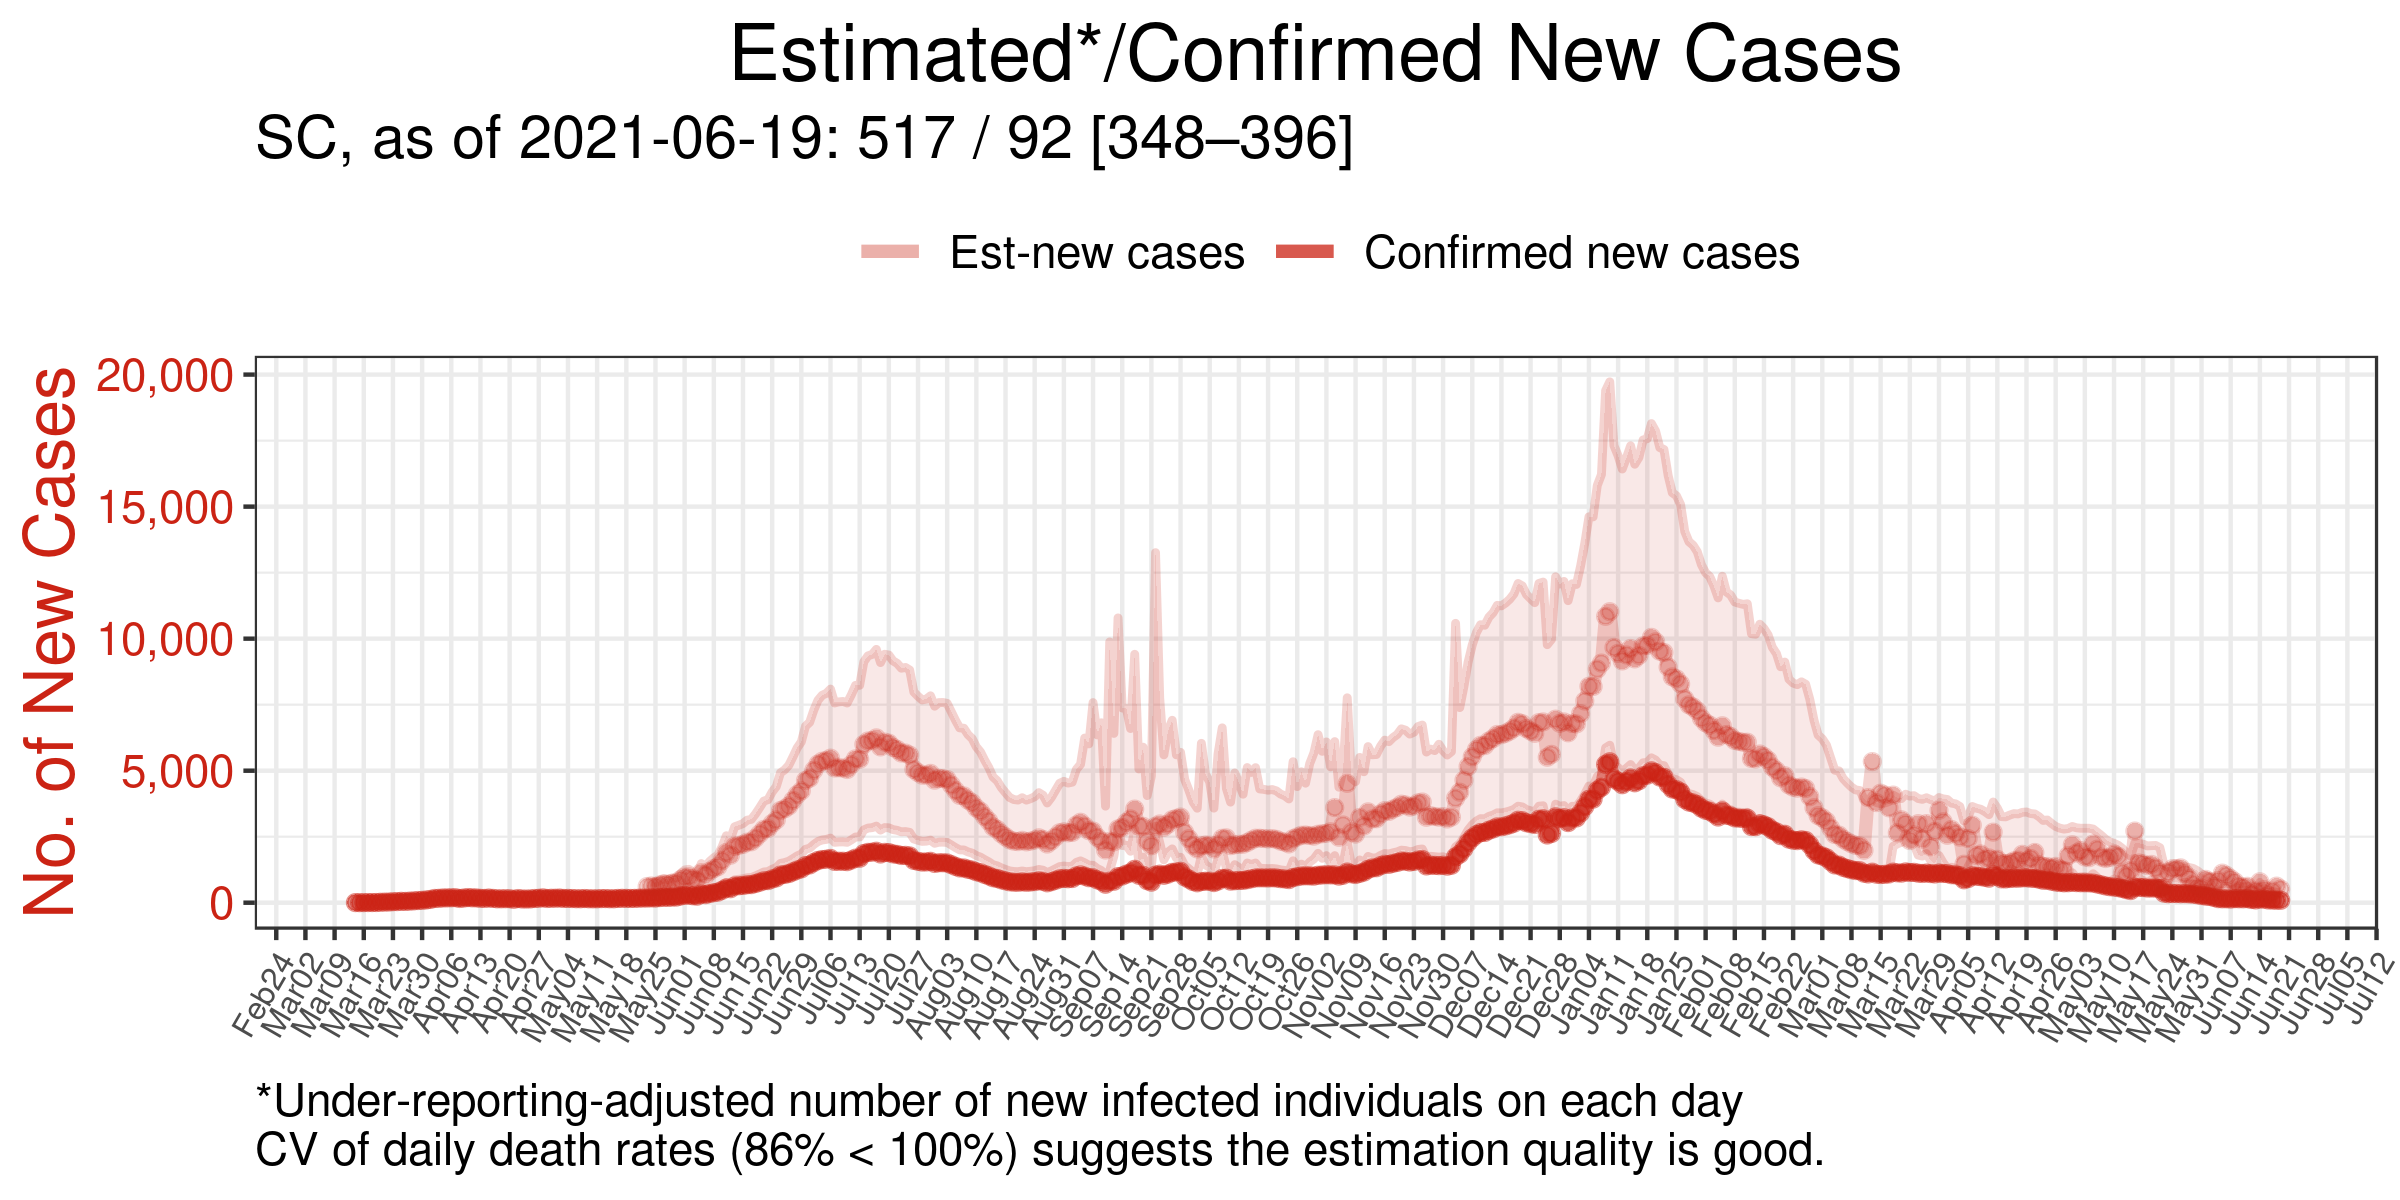 Estimated*/Confirmed New Cases
SC, as of 2021-06-19: 517 / 92 [348–396]
Est-new cases Confirmed new cases
No. of New Cases
20,000
15,000
10,000
5,000
0
Feb24 Mar02 Mar09 Mar16 Mar23 Mar30 Apr06 Apr13 Apr20 Apr27 May04 May11 May18 May25 Jun01 Jun08 Jun15 Jun22 Jun29 Jul06 Jul13 Jul20 Jul27 Aug03 Aug10 Aug17 Aug24 Aug31 Sep07 Sep14 Sep21 Sep28 Oct05 Oct12 Oct19 Oct26 Nov02 Nov09 Nov16 Nov23 Nov30 Dec07 Dec14 Dec21 Dec28 Jan04 Jan11 Jan18 Jan25 Feb01 Feb08 Feb15 Feb22 Mar01 Mar08 Mar15 Mar22 Mar29 Apr05 Apr12 Apr19 Apr26 May03 May10 May17 May24 May31 Jun07 Jun14 Jun21 Jun28 Jul05 Jul12
*Under-reporting-adjusted number of new infected individuals on each day
CV of daily death rates (86% < 100%) suggests the estimation quality is good.